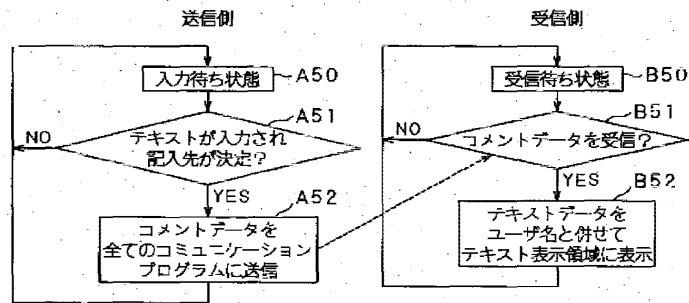 送信側
入力待ち状態
A50
A51
テキストが入力され
記入先が決定？
NO
YES
A52
コメントデータを
全てのコミュニケーション
プログラムに送信
受信側
受信待ち状態
B50
B51
コメントデータを受信？
NO
YES
B52
テキストデータを
ユーザ名と併せて
テキスト表示領域に表示